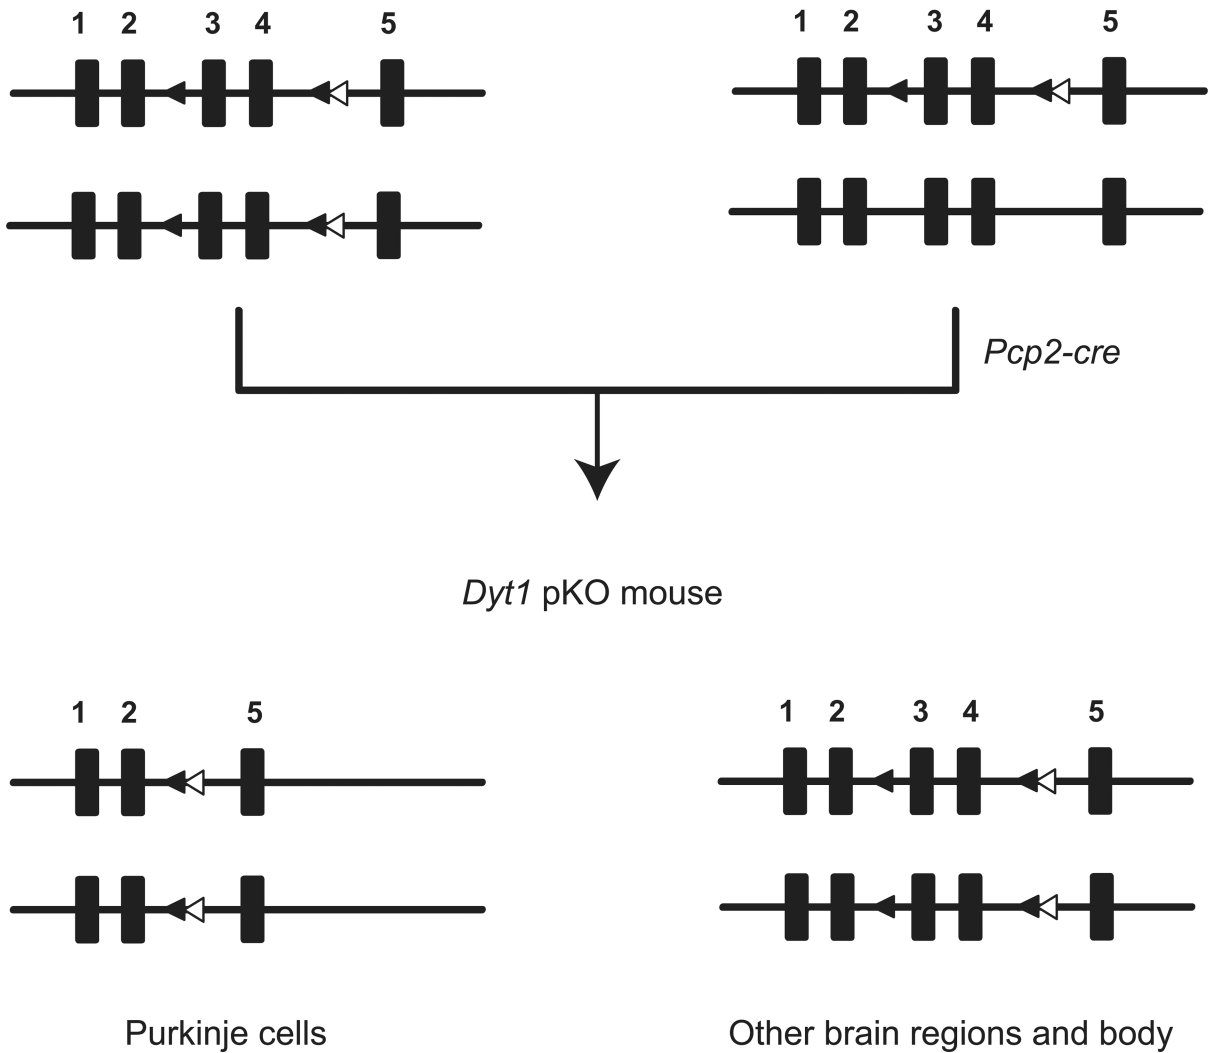 1 2 3 4 5
1 2 3 4 5
Pcp2-cre
Dyt1 pKO mouse
1 2 5
1 2 3 4 5
Purkinje cells
Other brain regions and body